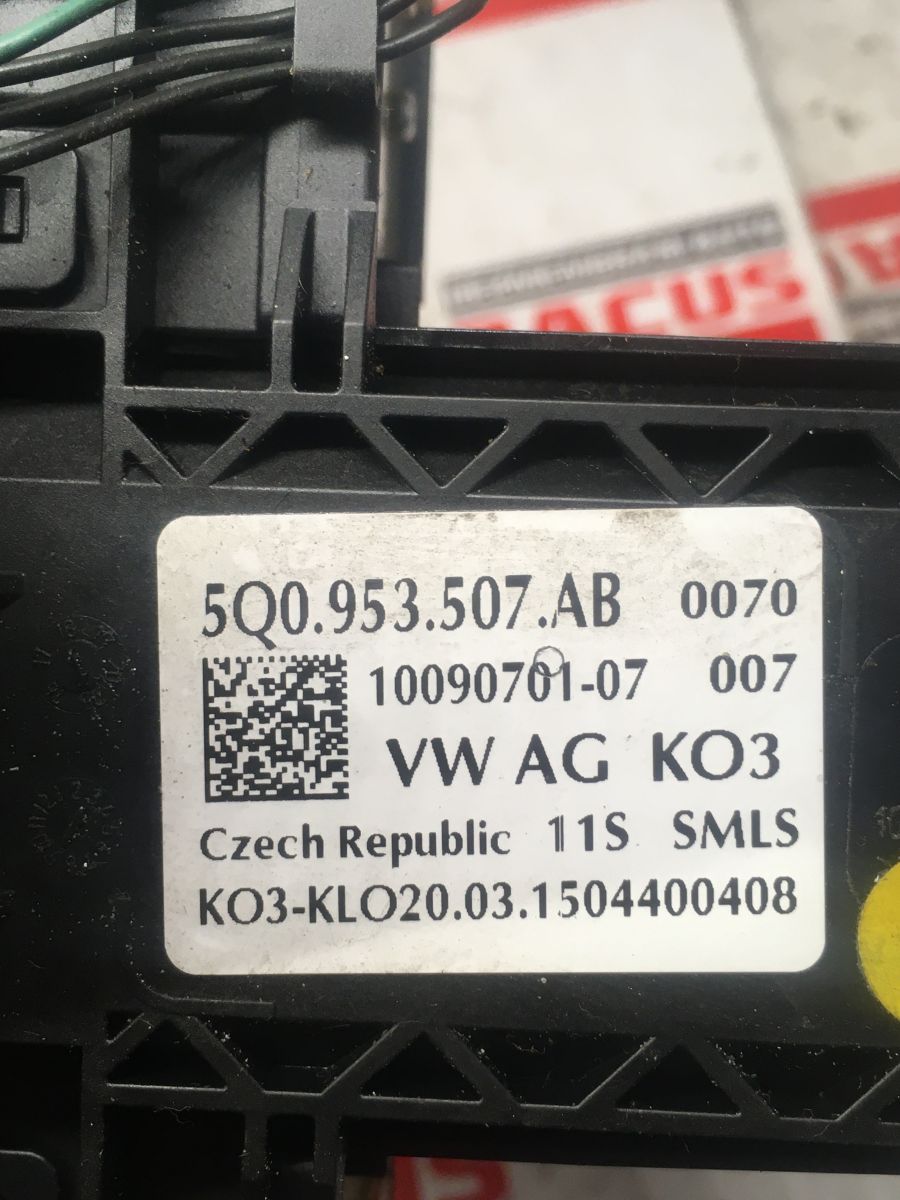 ACUS
5Q0.953.507.AB 0070
10090701-07 007
VW AG KO3
Czech Republic 11S SMLS
KO3-KLO20.03.1504400408